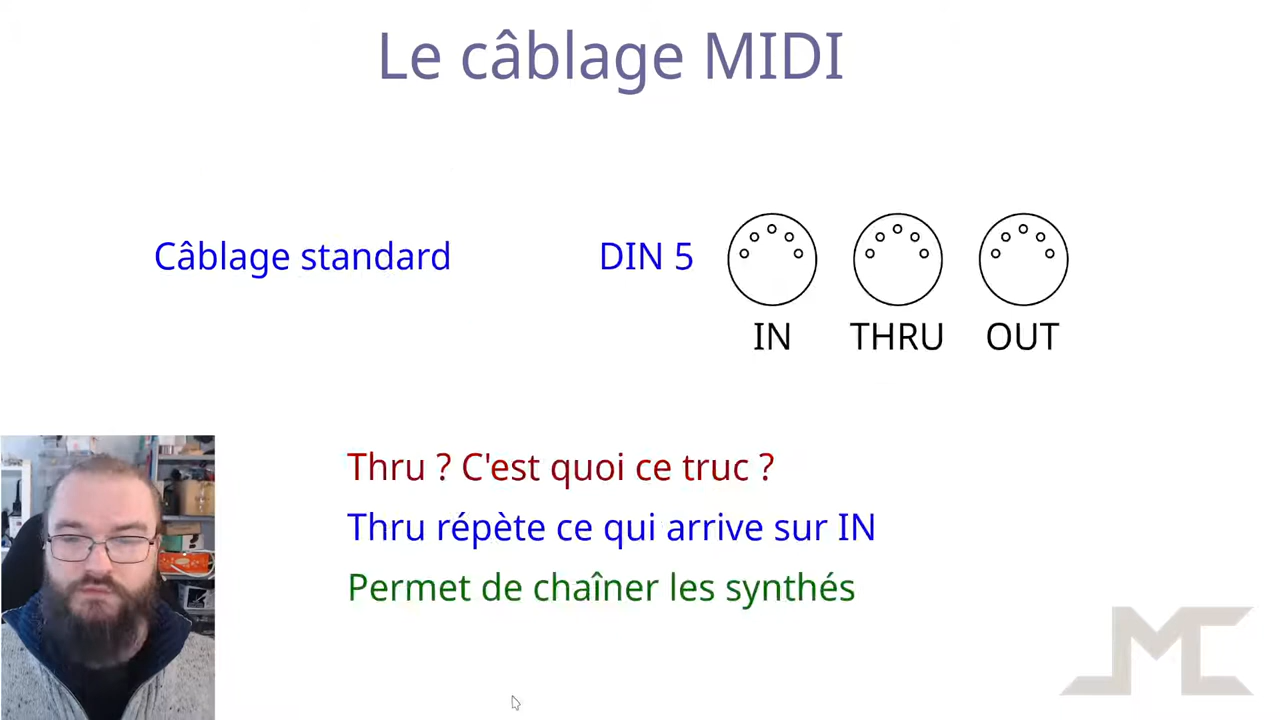 Le câblage MIDI
Câblage standard DIN 5
IN THRU OUT
Thru ? C'est quoi ce truc ?
Thru répète ce qui arrive sur IN
Permet de chaîner les synthés
MC